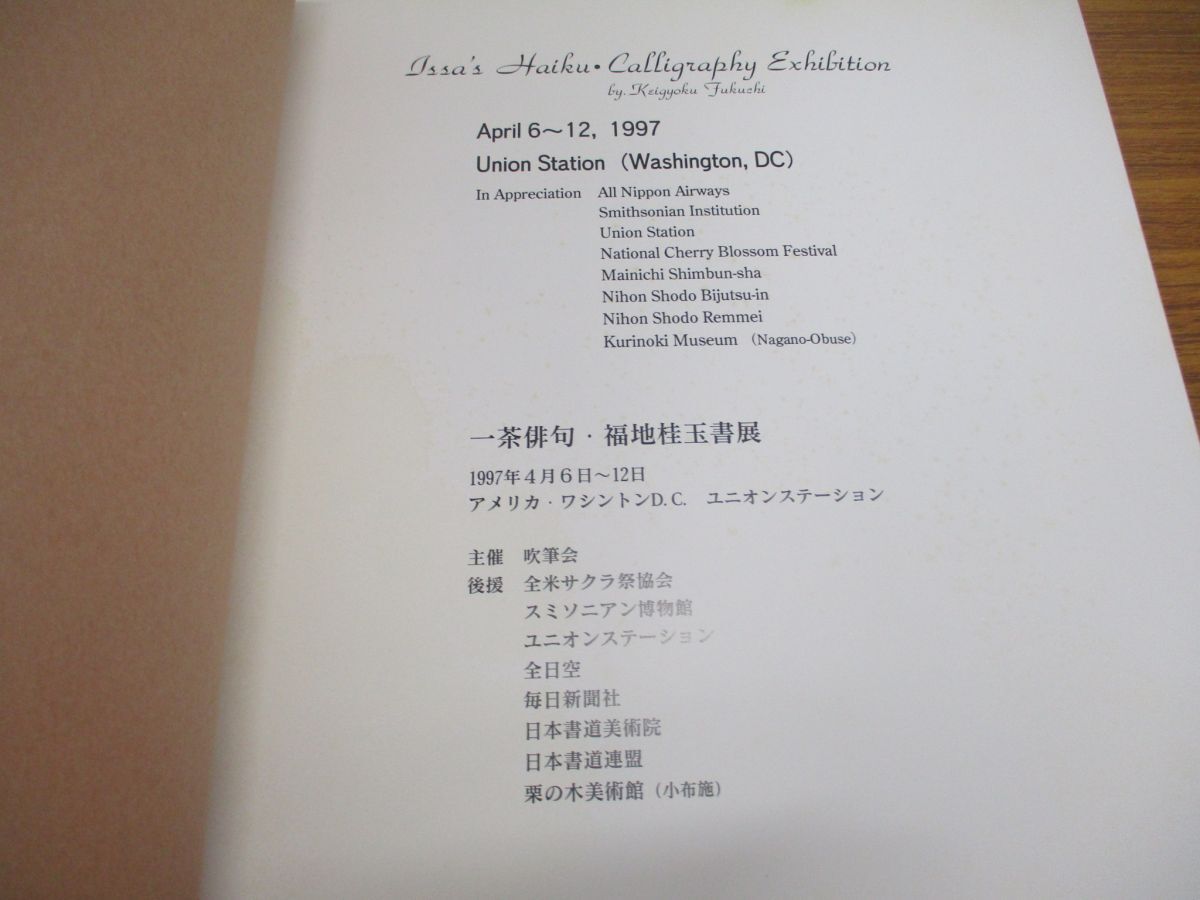 Issa's Haiku・Calligraphy Exhibition
by. Keigyoku Fukuchi
April 6～12, 1997
Union Station （Washington, DC）
In Appreciation All Nippon Airways
Smithsonian Institution
Union Station
National Cherry Blossom Festival
Mainichi Shimbun-sha
Nihon Shodo Bijutsu-in
Nihon Shodo Remmei
Kurinoki Museum （Nagano-Obuse）
一茶俳句・福地桂玉書展
1997年４月６日～12日
アメリカ・ワシントンD.C. ユニオンステーション
主催 吹筆会
後援 全米サクラ祭協会
スミソニアン博物館
ユニオンステーション
全日空
毎日新聞社
日本書道美術院
日本書道連盟
栗の木美術館（小布施）